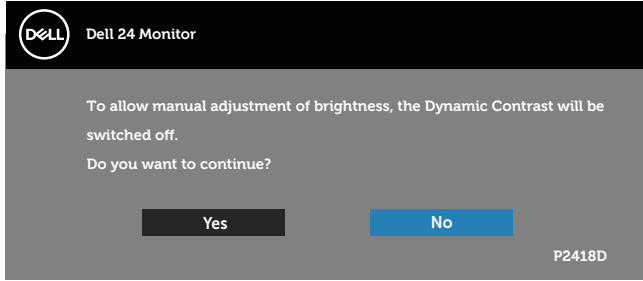 DELL
Dell 24 Monitor
To allow manual adjustment of brightness, the Dynamic Contrast will be
switched off.
Do you want to continue?
Yes
No
P2418D